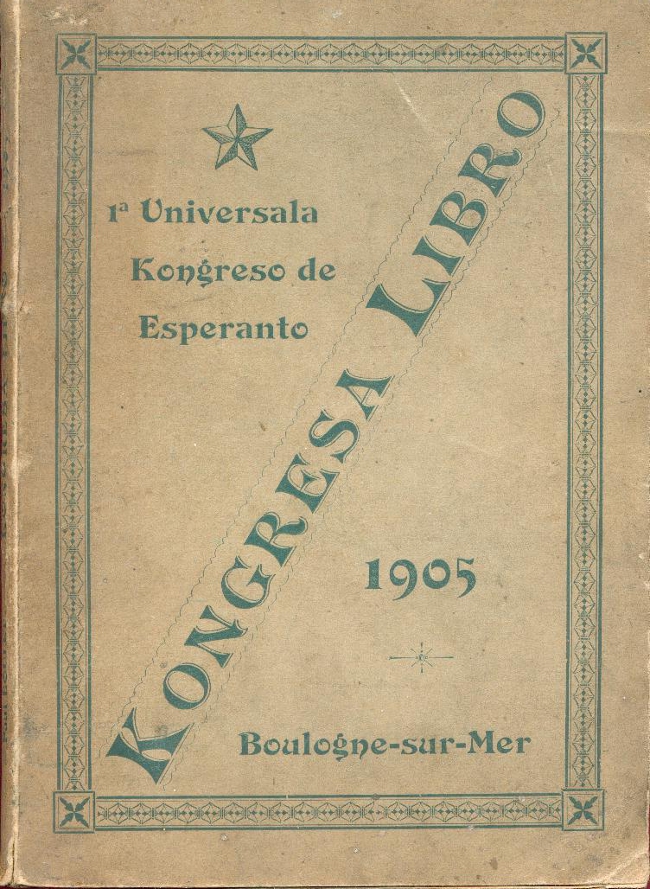 1ª Universala
Kongreso de
Esperanto
KONGRESA LIBRO
1905
Boulogne-sur-Mer